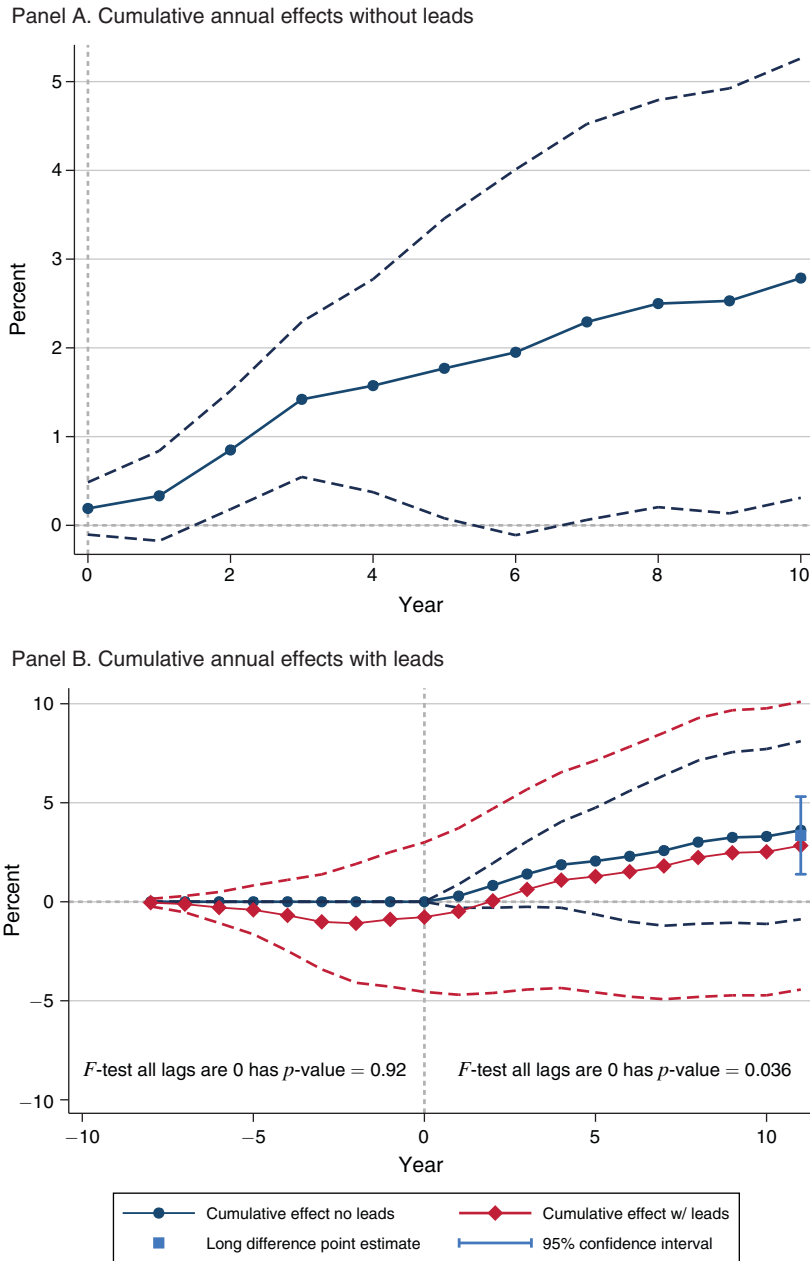 Panel A. Cumulative annual effects without leads
5
4
3
2
1
0
Percent
0 2 4 6 8 10
Year
Panel B. Cumulative annual effects with leads
10
5
0
−5
−10
Percent
F-test all lags are 0 has p-value = 0.92 F-test all lags are 0 has p-value = 0.036
−10 −5 0 5 10
Year
Cumulative effect no leads Cumulative effect w/ leads
Long difference point estimate 95% confidence interval